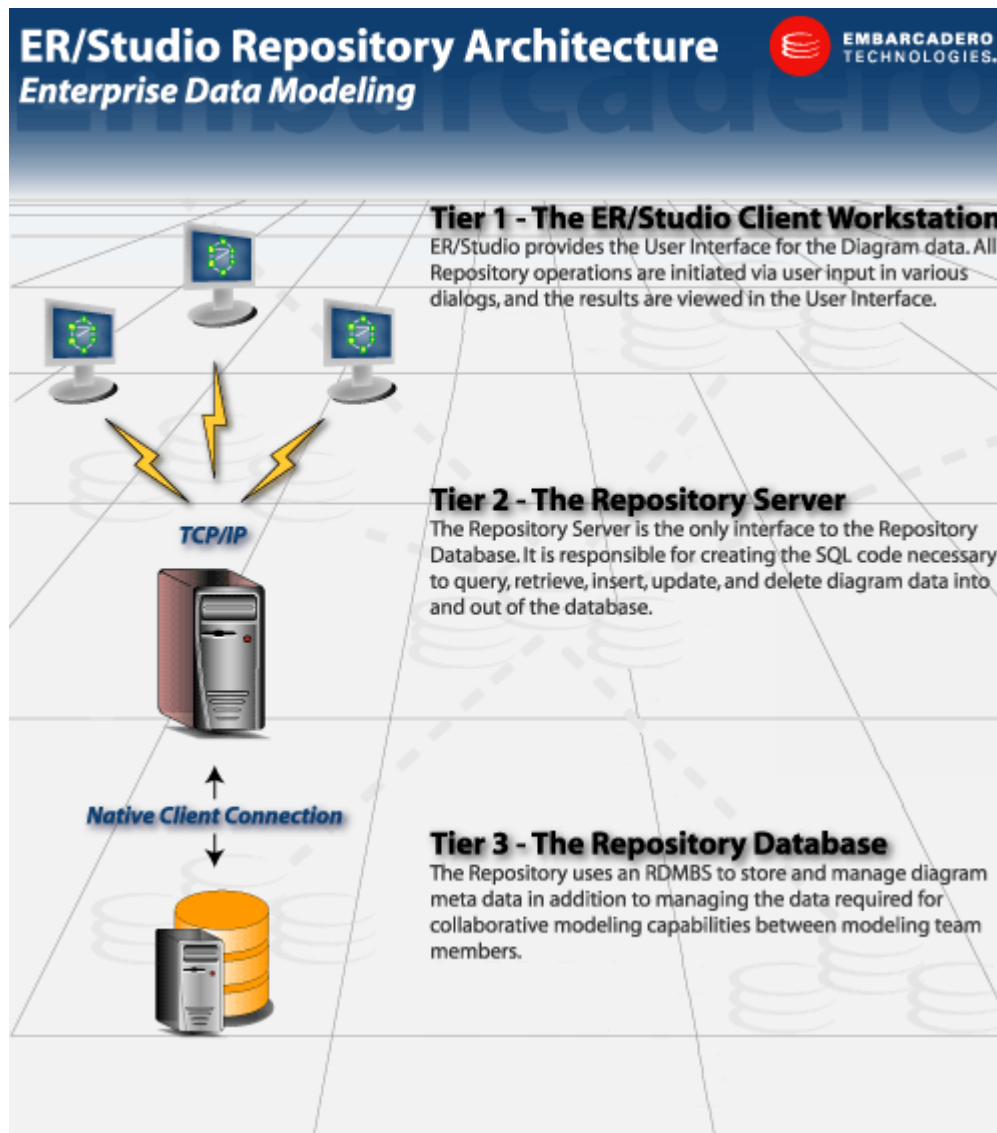 ER/Studio Repository Architecture
Enterprise Data Modeling
EMBARCADERO
TECHNOLOGIES.
Embarcadero
Tier 1 - The ER/Studio Client Workstation
ER/Studio provides the User Interface for the Diagram data. All
Repository operations are initiated via user input in various
dialogs, and the results are viewed in the User Interface.
TCP/IP
Tier 2 - The Repository Server
The Repository Server is the only interface to the Repository
Database. It is responsible for creating the SQL code necessary
to query, retrieve, insert, update, and delete diagram data into
and out of the database.
Native Client Connection
Tier 3 - The Repository Database
The Repository uses an RDMBS to store and manage diagram
meta data in addition to managing the data required for
collaborative modeling capabilities between modeling team
members.